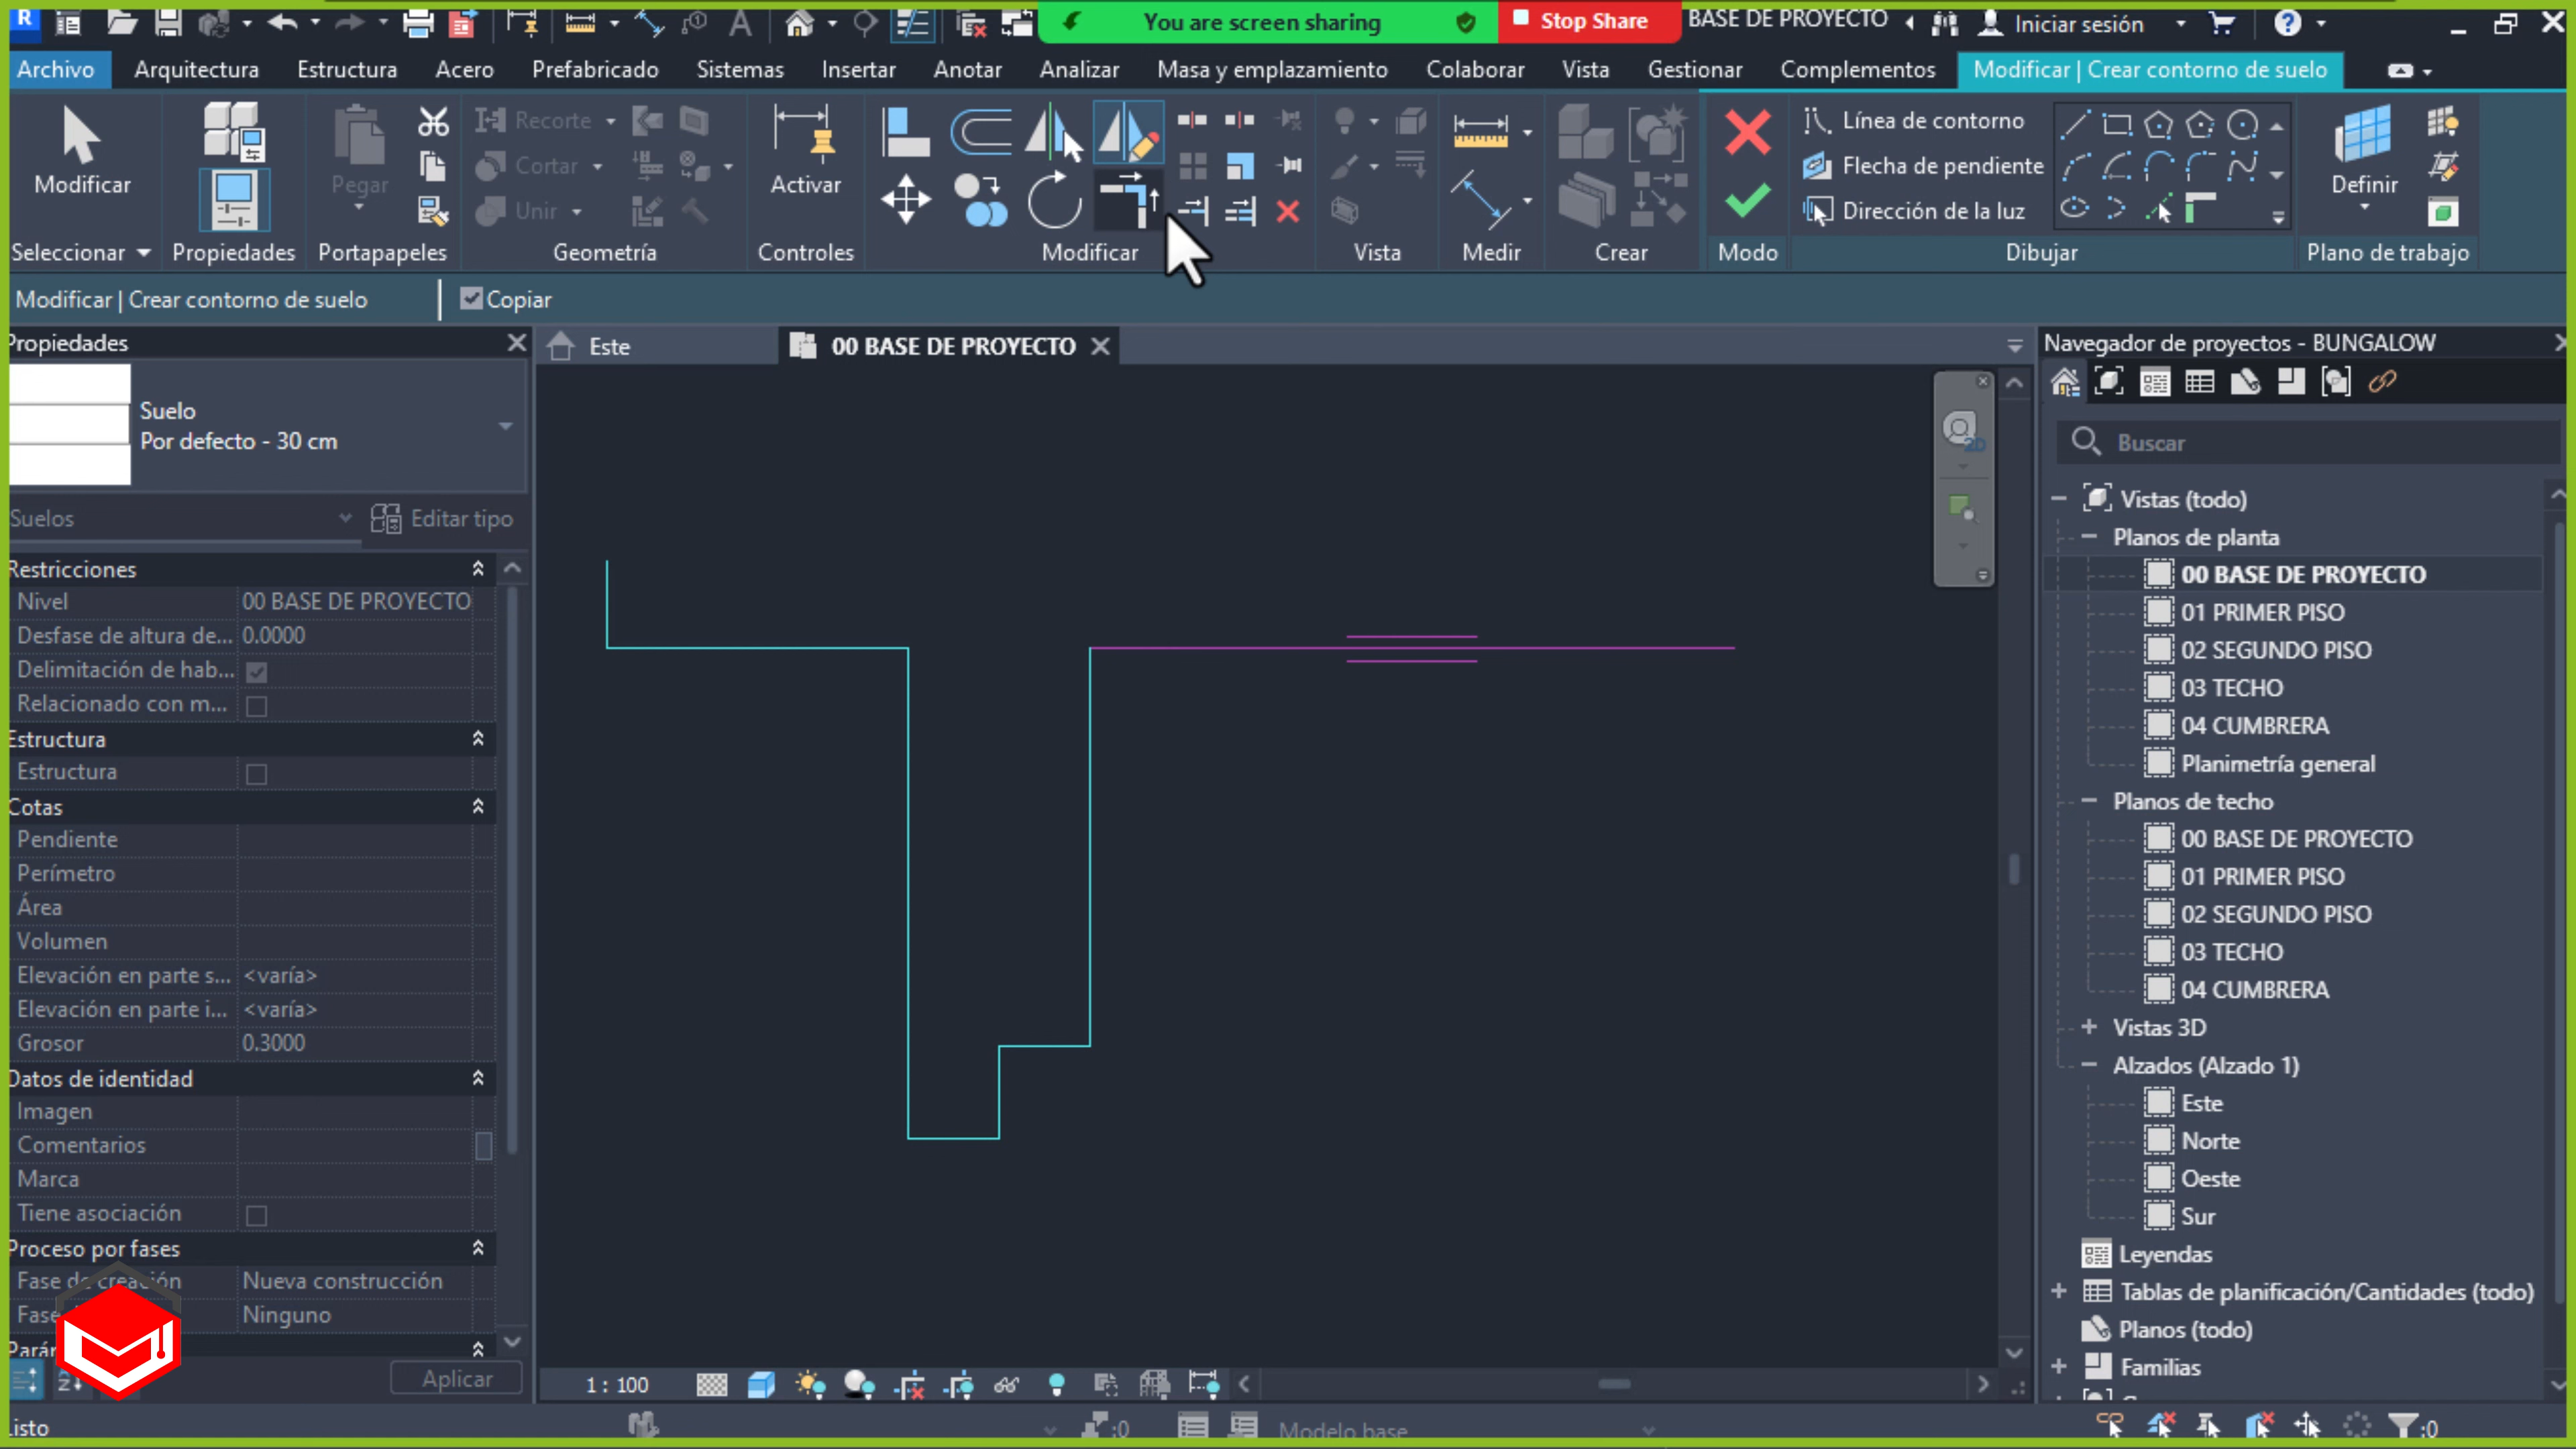 You are screen sharing
Stop Share
BASE DE PROYECTO
Iniciar sesión
Archivo Arquitectura Estructura Acero Prefabricado Sistemas Insertar Anotar Analizar Masa y emplazamiento Colaborar Vista Gestionar Complementos Modificar | Crear contorno de suelo
Modificar
Pegar
Recorte
Cortar
Unir
Activar
Línea de contorno
Flecha de pendiente
Dirección de la luz
Definir
Seleccionar Propiedades Portapapeles Geometría Controles Modificar Vista Medir Crear Modo Dibujar Plano de trabajo
Modificar | Crear contorno de suelo Copiar
Propiedades
Suelo
Por defecto - 30 cm
Suelos Editar tipo
Restricciones
Nivel 00 BASE DE PROYECTO
Desfase de altura de... 0.0000
Delimitación de hab...
Relacionado con m...
Estructura
Estructura
Cotas
Pendiente
Perímetro
Área
Volumen
Elevación en parte s... <varía>
Elevación en parte i... <varía>
Grosor 0.3000
Datos de identidad
Imagen
Comentarios
Marca
Tiene asociación
Proceso por fases
Fase de creación Nueva construcción
Fase Ninguno
Aplicar
Este
00 BASE DE PROYECTO
2D
1 : 100
Modelo base
:0
:0
Navegador de proyectos - BUNGALOW
Buscar
Vistas (todo)
Planos de planta
00 BASE DE PROYECTO
01 PRIMER PISO
02 SEGUNDO PISO
03 TECHO
04 CUMBRERA
Planimetría general
Planos de techo
00 BASE DE PROYECTO
01 PRIMER PISO
02 SEGUNDO PISO
03 TECHO
04 CUMBRERA
Vistas 3D
Alzados (Alzado 1)
Este
Norte
Oeste
Sur
Leyendas
Tablas de planificación/Cantidades (todo)
Planos (todo)
Familias